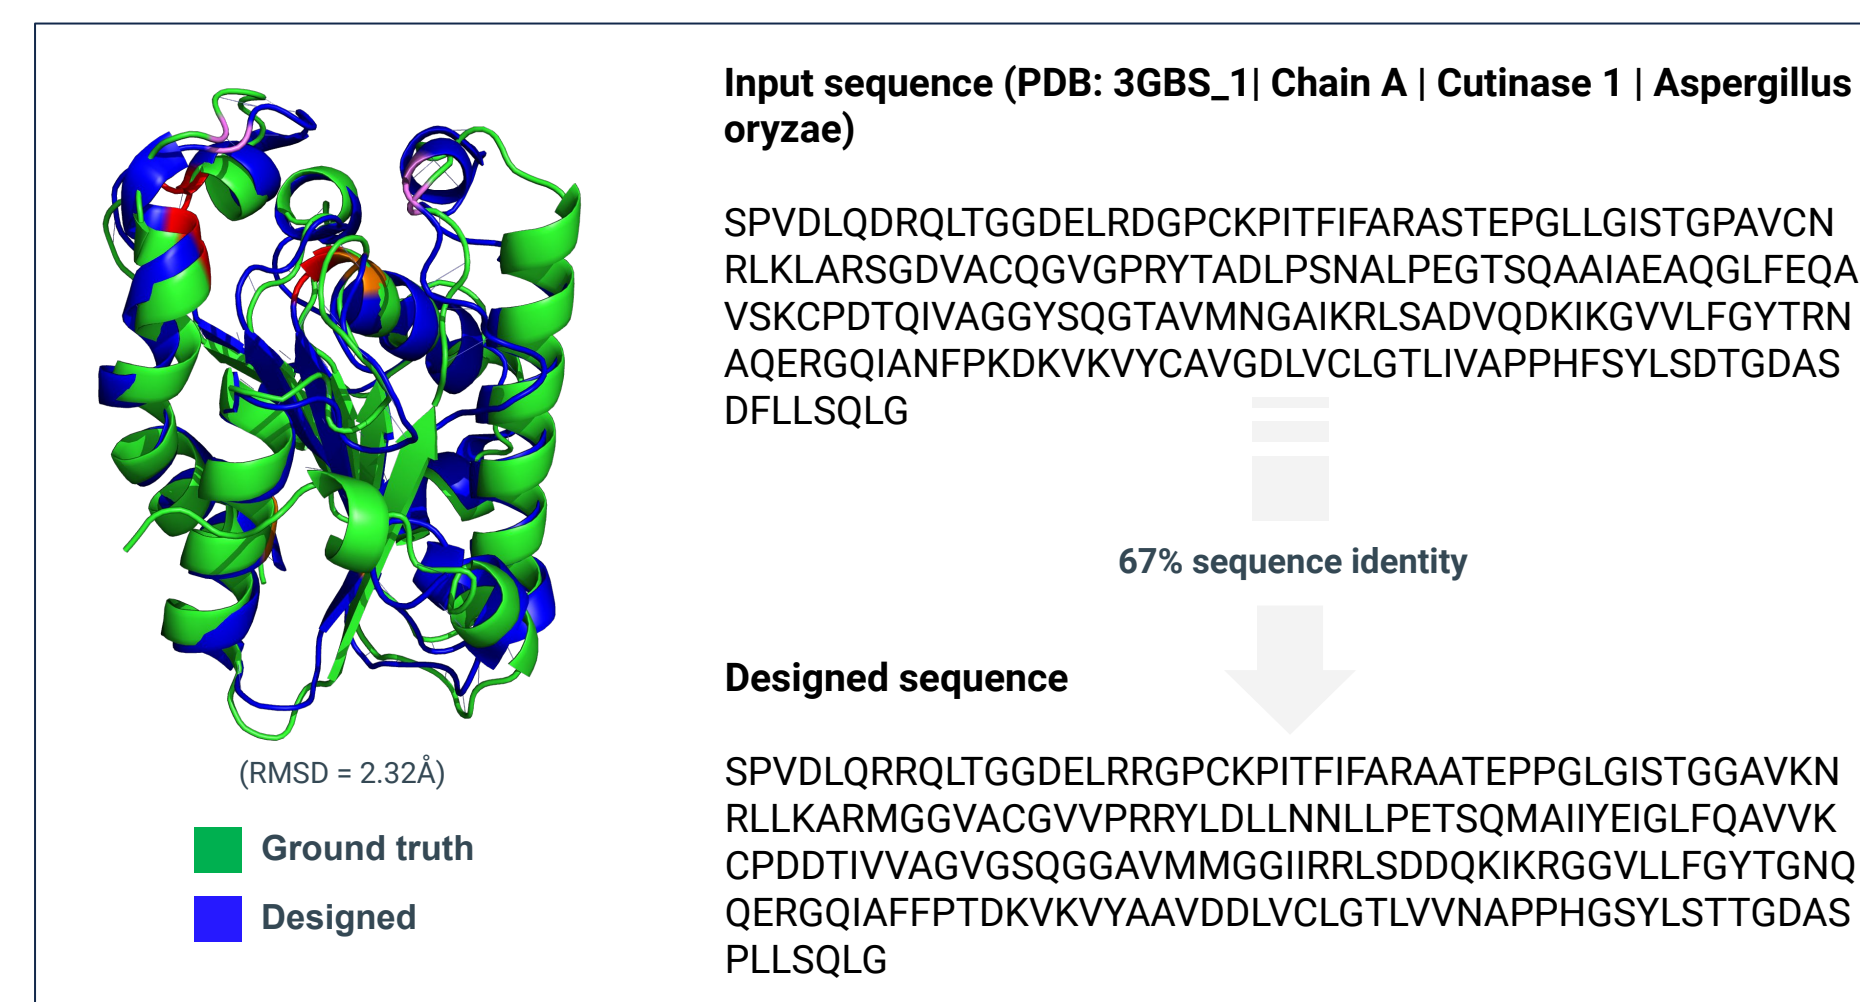 Input sequence (PDB: 3GBS_1| Chain A | Cutinase 1 | Aspergillus
oryzae)
SPVDLQDRQLTGGDELRDGPCKPITFIFARASTEPGLLGISTGPAVCN
RLKLARSGDVACQGVGPRYTADLPSNALPEGTSQAAIAEAQGLFEQA
VSKCPDTQIVAGGYSQGTAVMNGAIKRLSADVQDKIKGVVLFGYTRN
AQERGQIANFPKDKVKVYCAVGDLVCLGTLIVAPPHFSYLSDTGDAS
DFLLSQLG
67% sequence identity
Designed sequence
SPVDLQRRQLTGGDELRRGPCKPITFIFARAATEPPGLGISTGGAVKN
RLLKARMGGVACGVVPRRYLDLLNNLLPETSQMAIIYEIGLFQAVVK
CPDDTIVVAGVGSQGGAVMMGGIIRRLSDDQKIKRGGVLLFGYTGNQ
QERGQIAFFPTDKVKVYAAVDDLVCLGTLVVNAPPHGSYLSTTGDAS
PLLSQLG
(RMSD = 2.32Å)
Ground truth
Designed